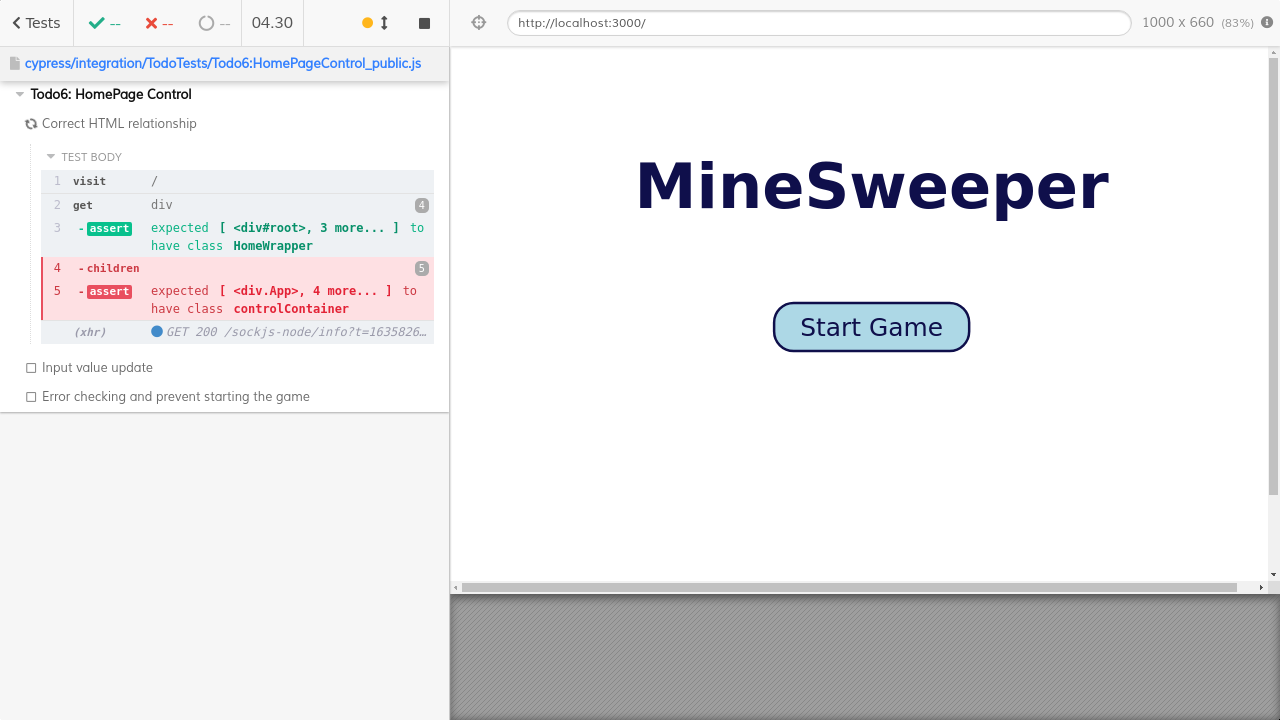 Tests -- -- -- 04.30
http://localhost:3000/ 1000 x 660 (83%)
cypress/integration/TodoTests/Todo6:HomePageControl_public.js
Todo6: HomePage Control
Correct HTML relationship
TEST BODY
1 visit /
2 get div 4
3 -assert expected [ <div#root>, 3 more... ] to
have class HomeWrapper
4 -children 5
5 -assert expected [ <div.App>, 4 more... ] to
have class controlContainer
(xhr) GET 200 /sockjs-node/info?t=1635826…
Input value update
Error checking and prevent starting the game
MineSweeper
Start Game